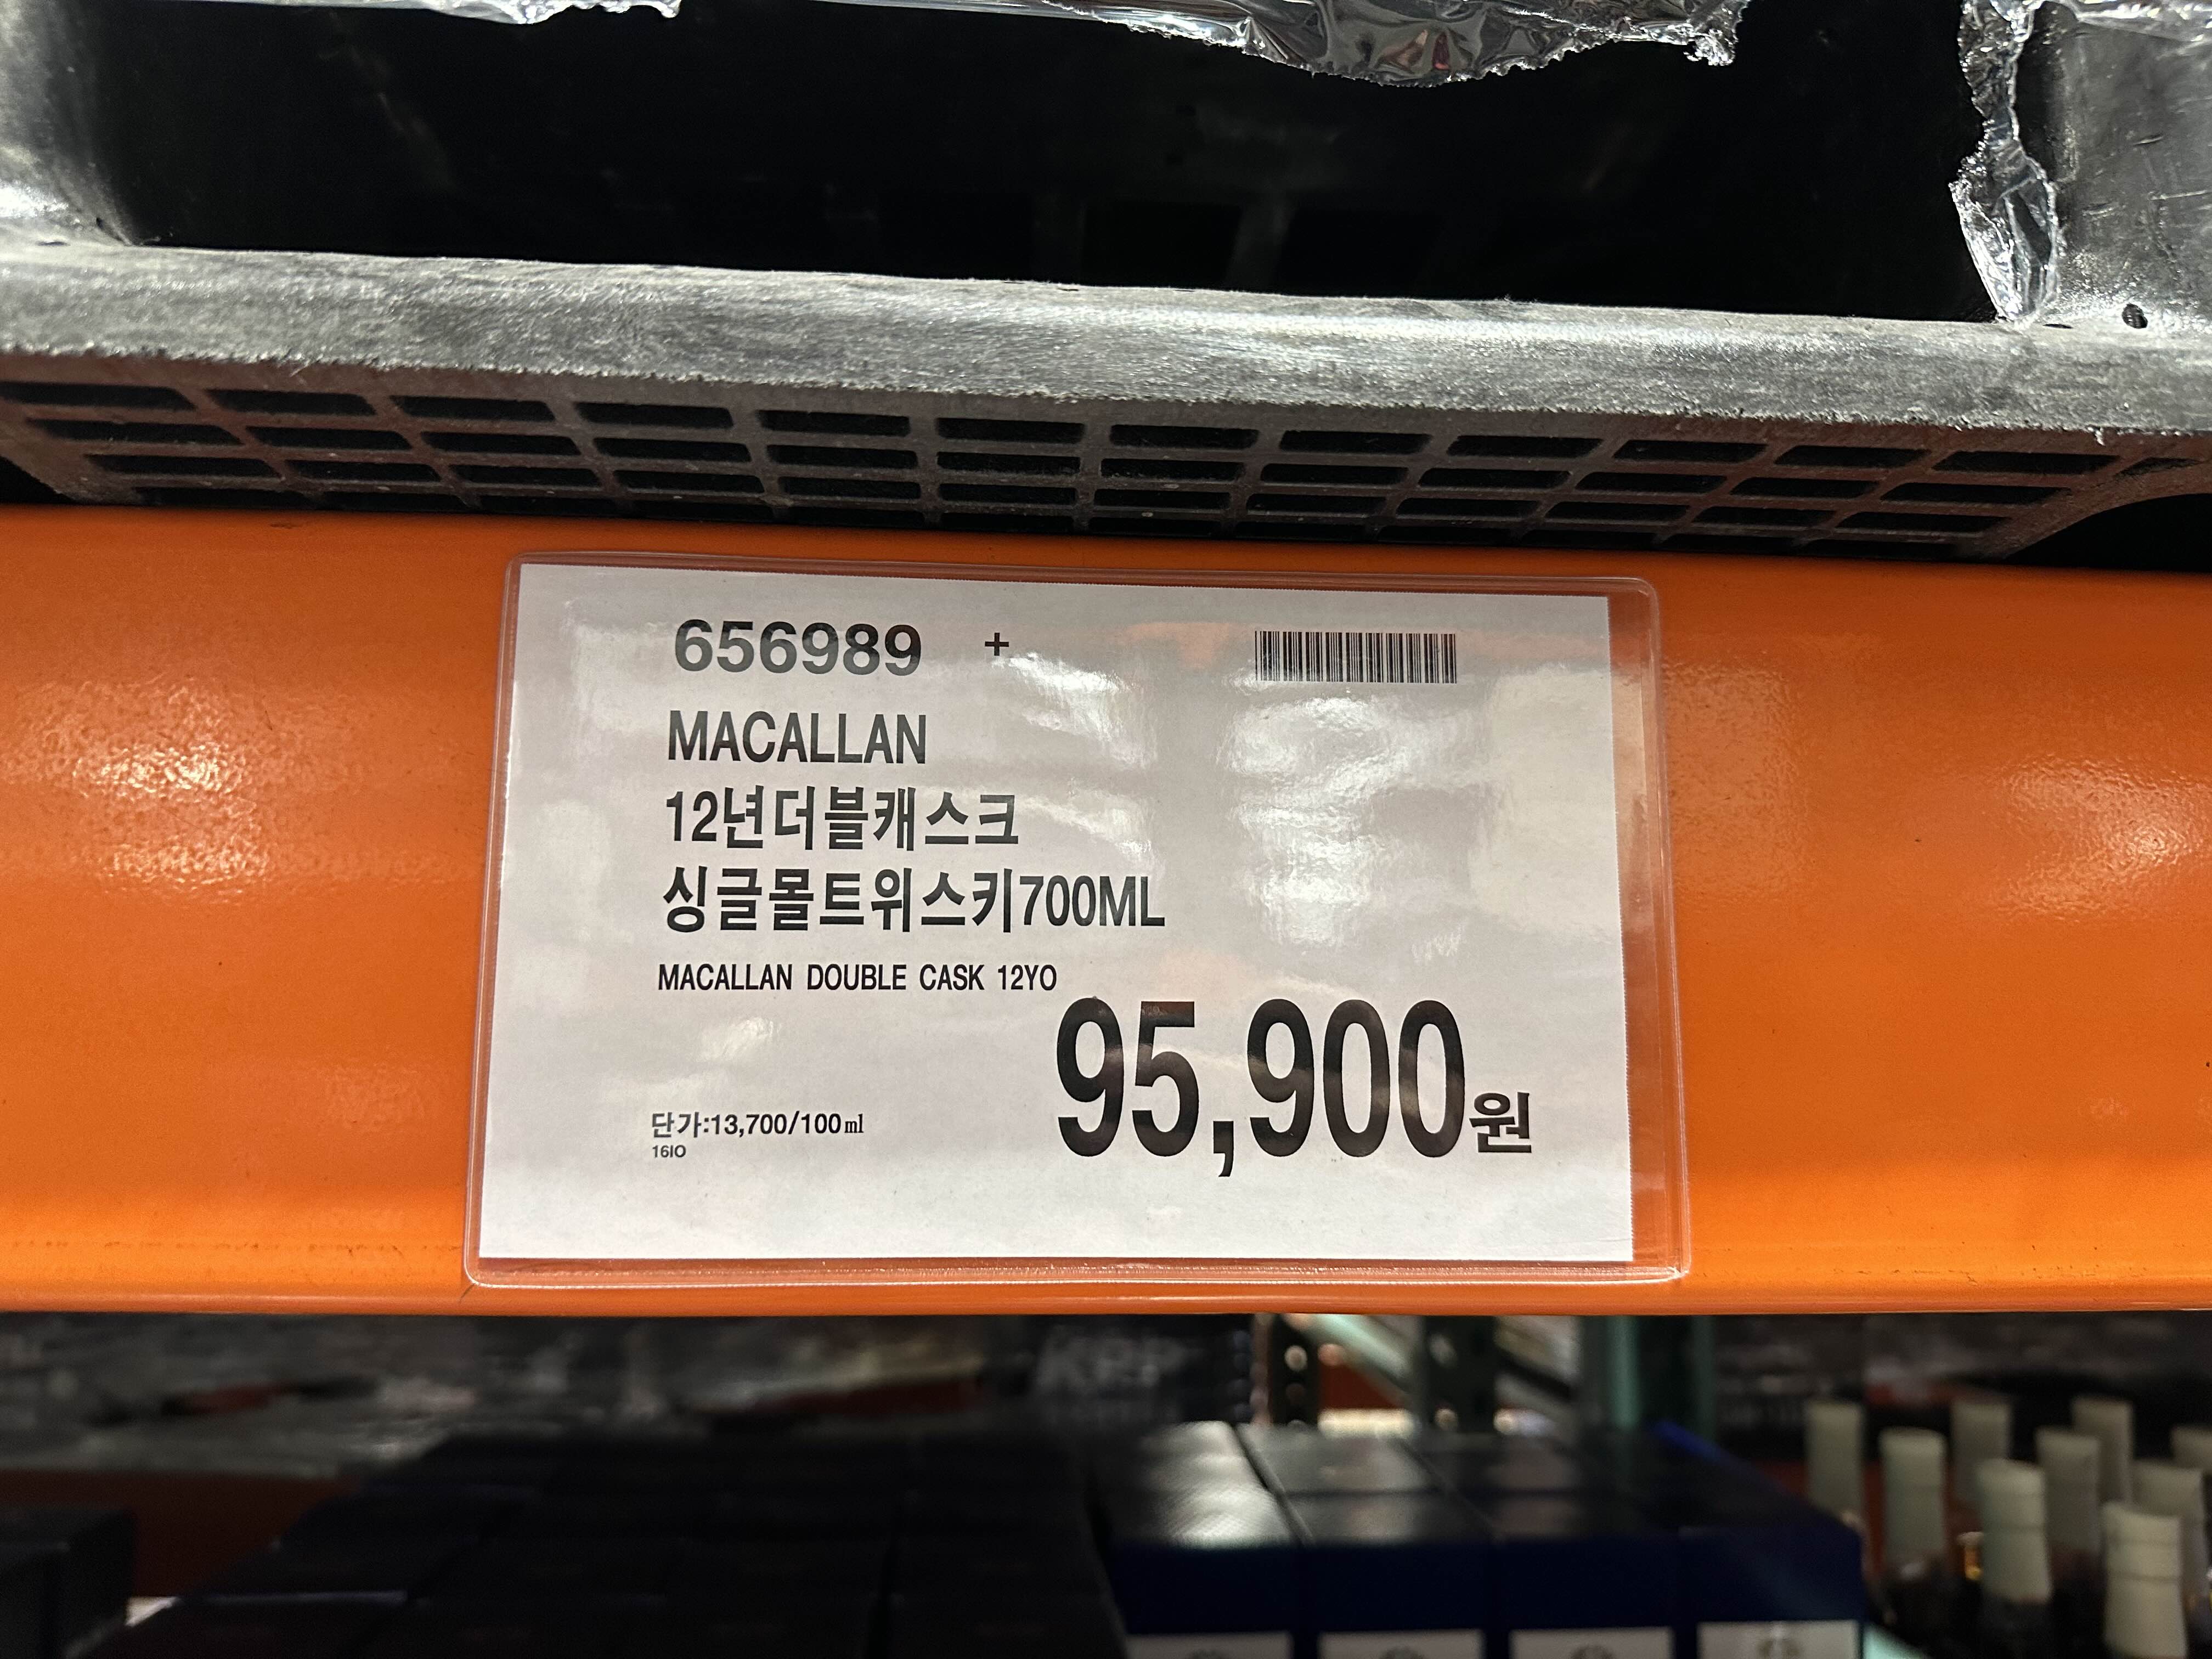 656989 +
MACALLAN
12년더블캐스크
싱글몰트위스키700ML
MACALLAN DOUBLE CASK 12YO
95,900원
단가:13,700/100㎖
16IO